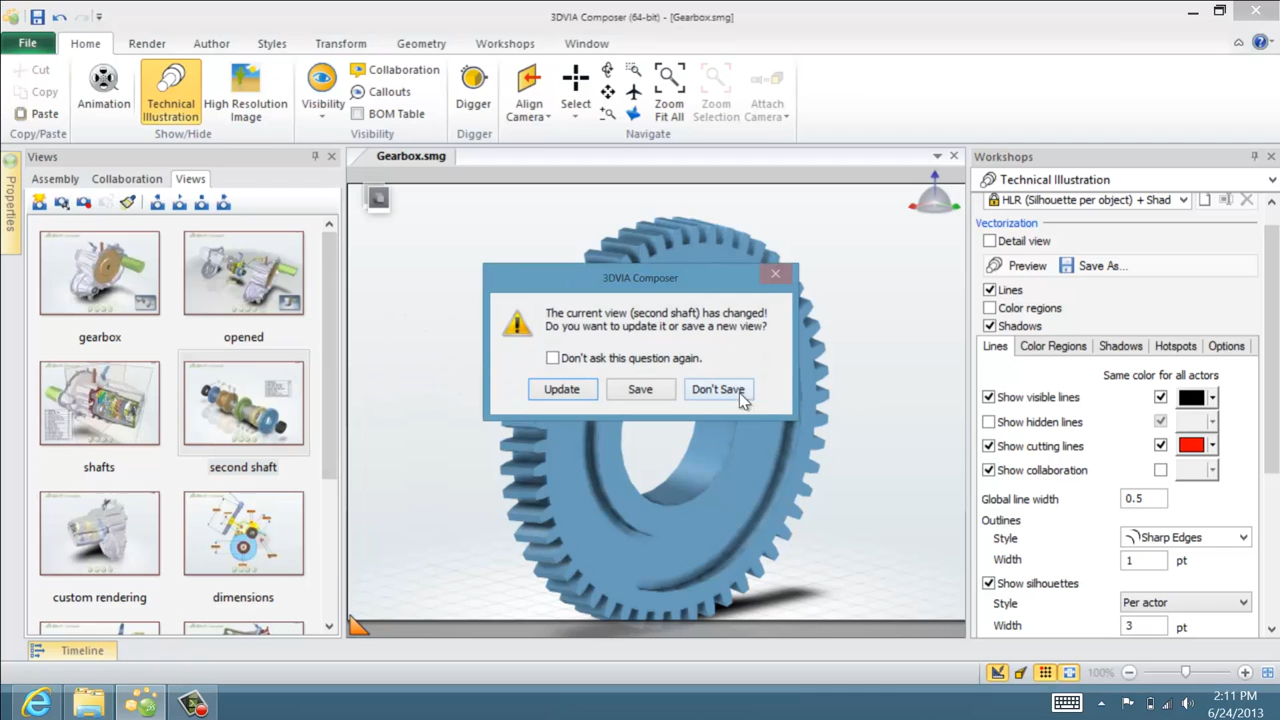 3DVIA Composer (64-bit) - [Gearbox.smg]
File
Home
Render
Author
Styles
Transform
Geometry
Workshops
Window
Cut
Copy
Paste
Copy/Paste
Animation
Technical
Illustration
High Resolution
Image
Show/Hide
Visibility
Collaboration
Callouts
BOM Table
Visibility
Digger
Digger
Align
Camera
Select
Zoom
Fit All
Zoom
Selection
Attach
Camera
Navigate
Properties
Views
Assembly
Collaboration
Views
gearbox
opened
shafts
second shaft
custom rendering
dimensions
Timeline
Gearbox.smg
3DVIA Composer
The current view (second shaft) has changed!
Do you want to update it or save a new view?
Don't ask this question again.
Update
Save
Don't Save
Workshops
Technical Illustration
HLR (Silhouette per object) + Shad
Vectorization
Detail view
Preview
Save As...
Lines
Color regions
Shadows
Lines
Color Regions
Shadows
Hotspots
Options
Same color for all actors
Show visible lines
Show hidden lines
Show cutting lines
Show collaboration
Global line width
0.5
Outlines
Style
Sharp Edges
Width
1
pt
Show silhouettes
Style
Per actor
Width
3
pt
100%
2:11 PM
6/24/2013